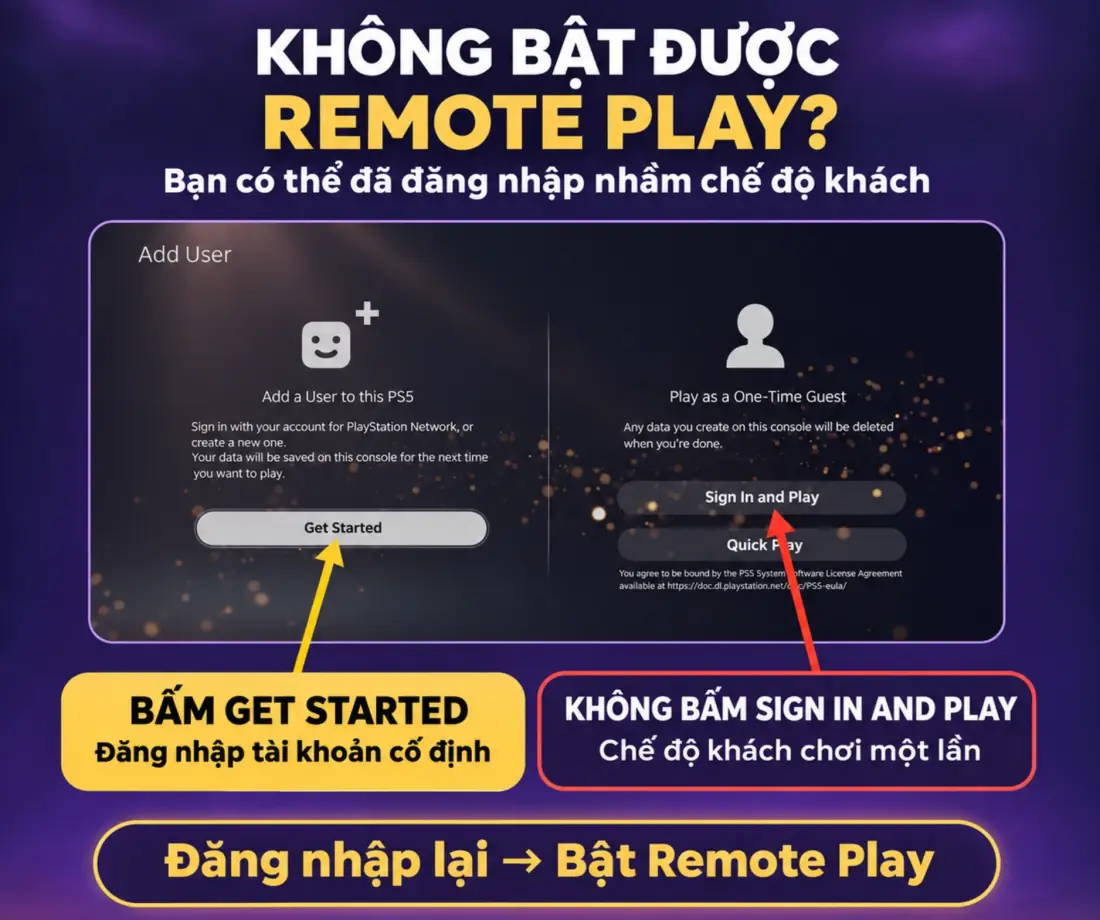 KHÔNG BẬT ĐƯỢC
REMOTE PLAY?
Bạn có thể đã đăng nhập nhầm chế độ khách
Add User
Add a User to this PS5
Sign in with your account for PlayStation Network, or
create a new one.
Your data will be saved on this console for the next time
you want to play.
Get Started
Play as a One-Time Guest
Any data you create on this console will be deleted
when you're done.
Sign In and Play
Quick Play
You agree to be bound by the PS5 System Software License Agreement
available at https://doc.dl.playstation.net/doc/PS5-eula/
BẤM GET STARTED
Đăng nhập tài khoản cố định
KHÔNG BẤM SIGN IN AND PLAY
Chế độ khách chơi một lần
Đăng nhập lại → Bật Remote Play